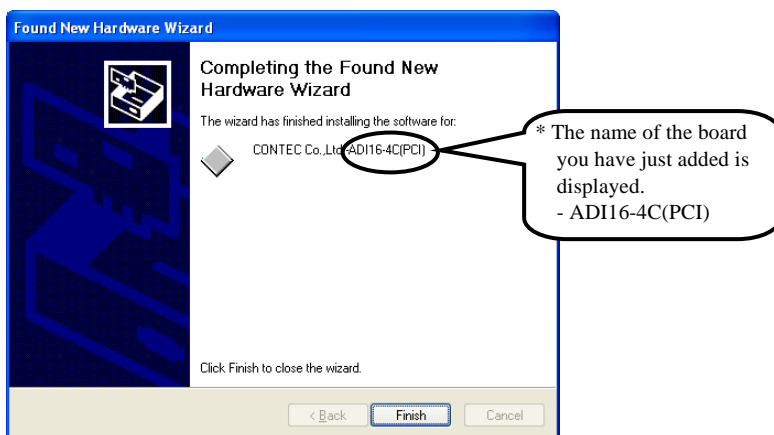 Found New Hardware Wizard
Completing the Found New
Hardware Wizard
The wizard has finished installing the software for:
CONTEC Co.,Ltd-ADI16-4C(PCI) -
Click Finish to close the wizard.
< Back
Finish
Cancel
* The name of the board
you have just added is
displayed.
- ADI16-4C(PCI)